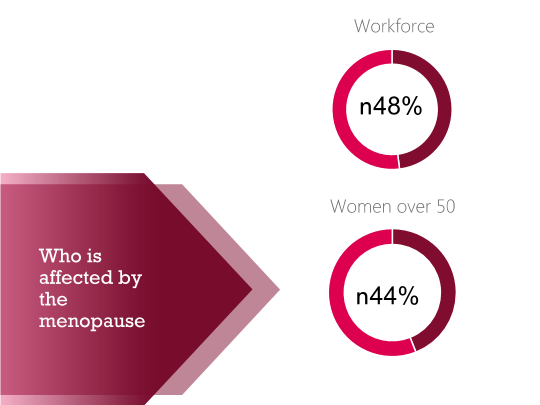 Workforce
n48%
Women over 50
n44%
Who is
affected by
the
menopause